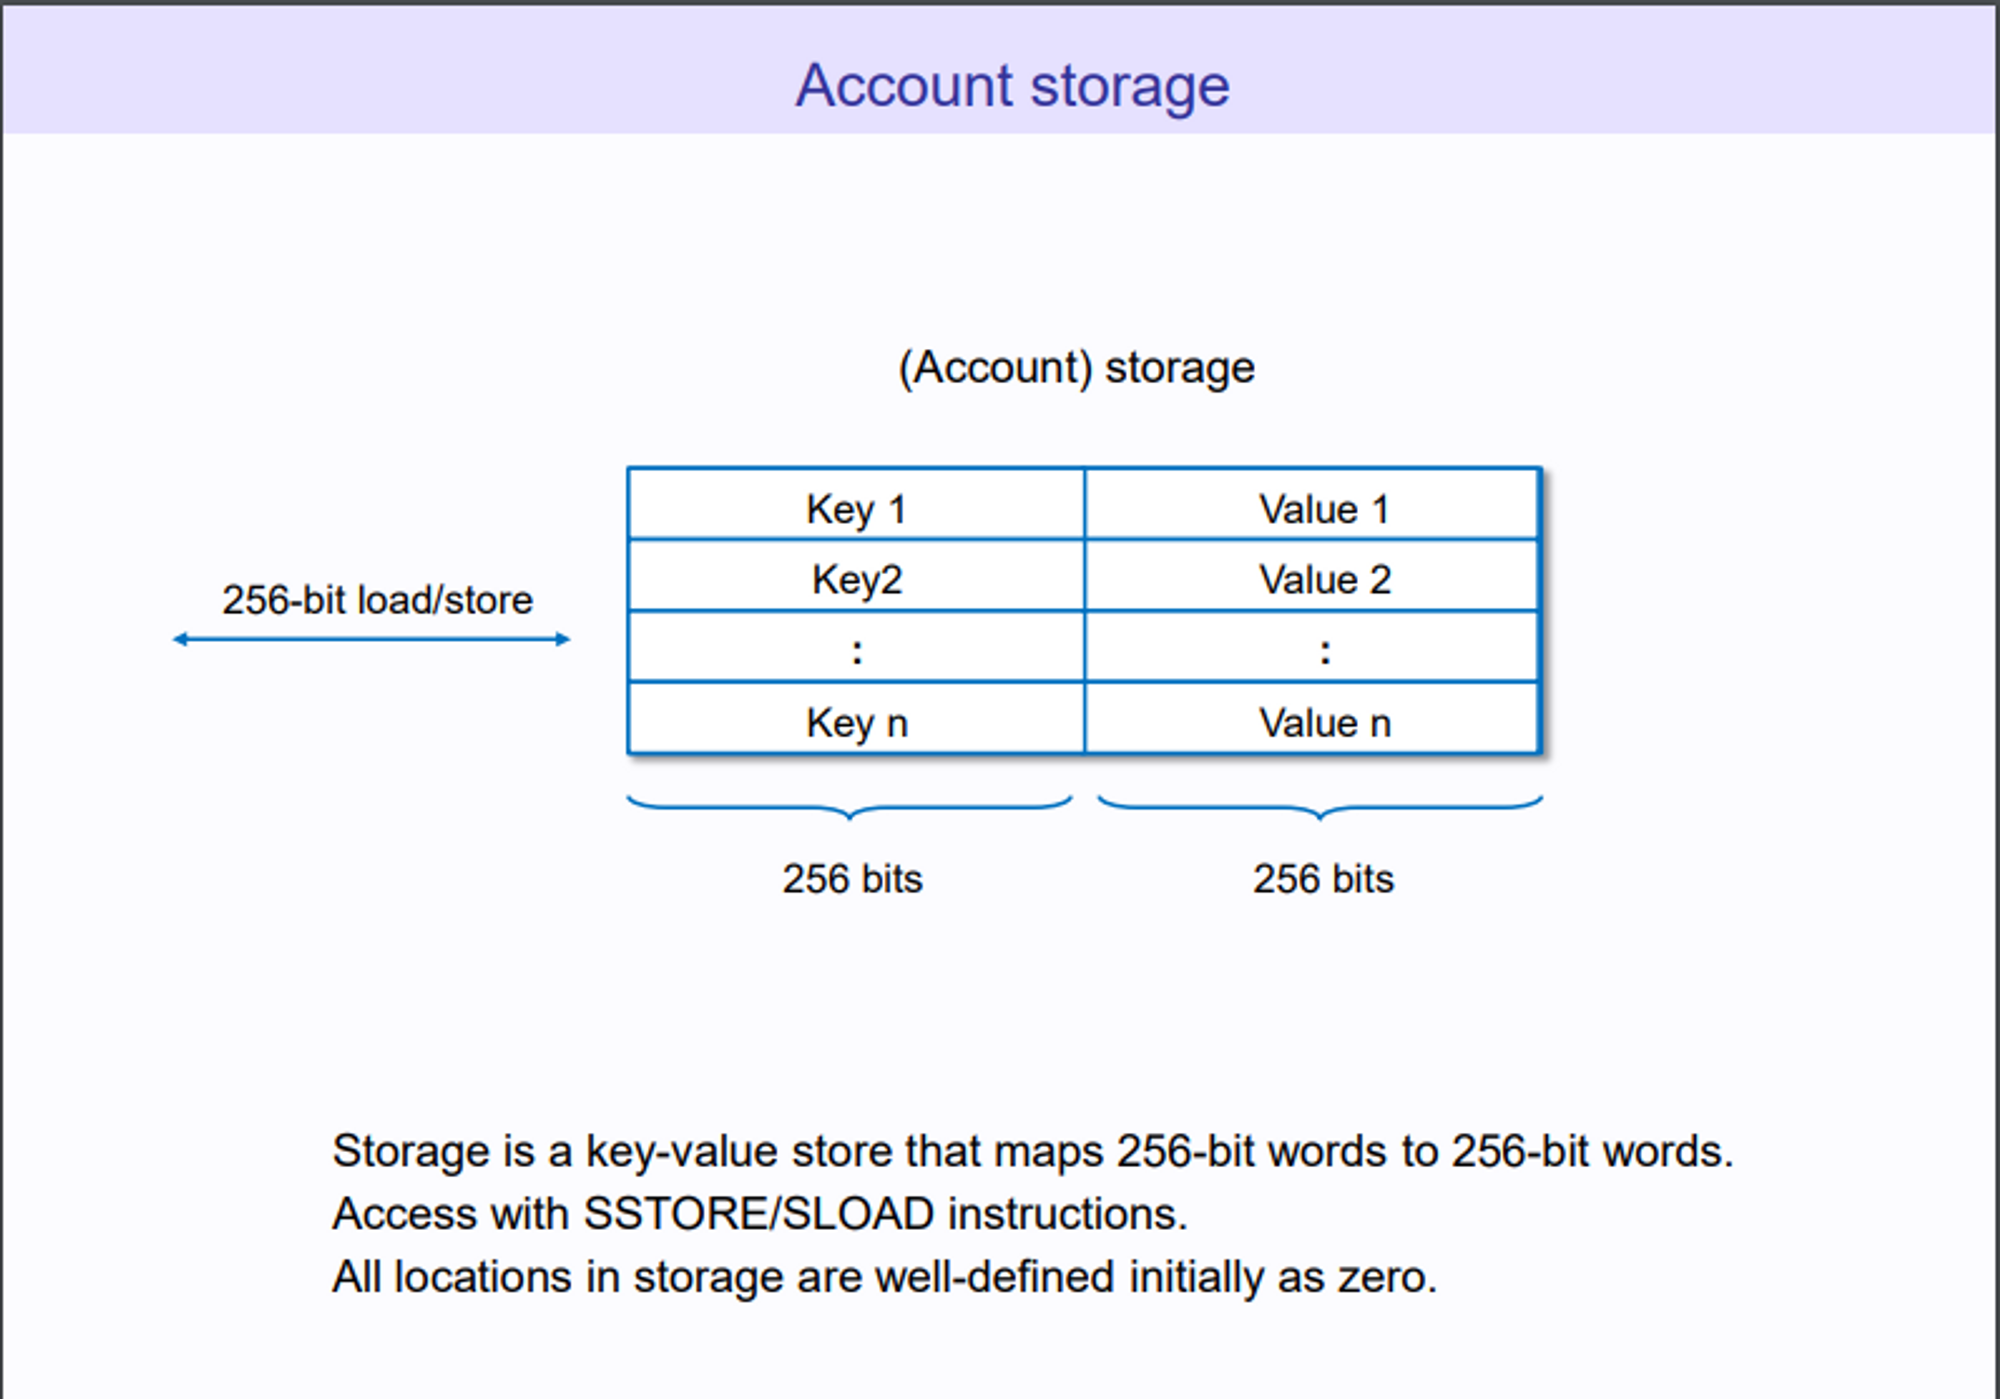 Account storage
(Account) storage
Key 1 Value 1
Key2 Value 2
: :
Key n Value n
256-bit load/store
256 bits 256 bits
Storage is a key-value store that maps 256-bit words to 256-bit words.
Access with SSTORE/SLOAD instructions.
All locations in storage are well-defined initially as zero.